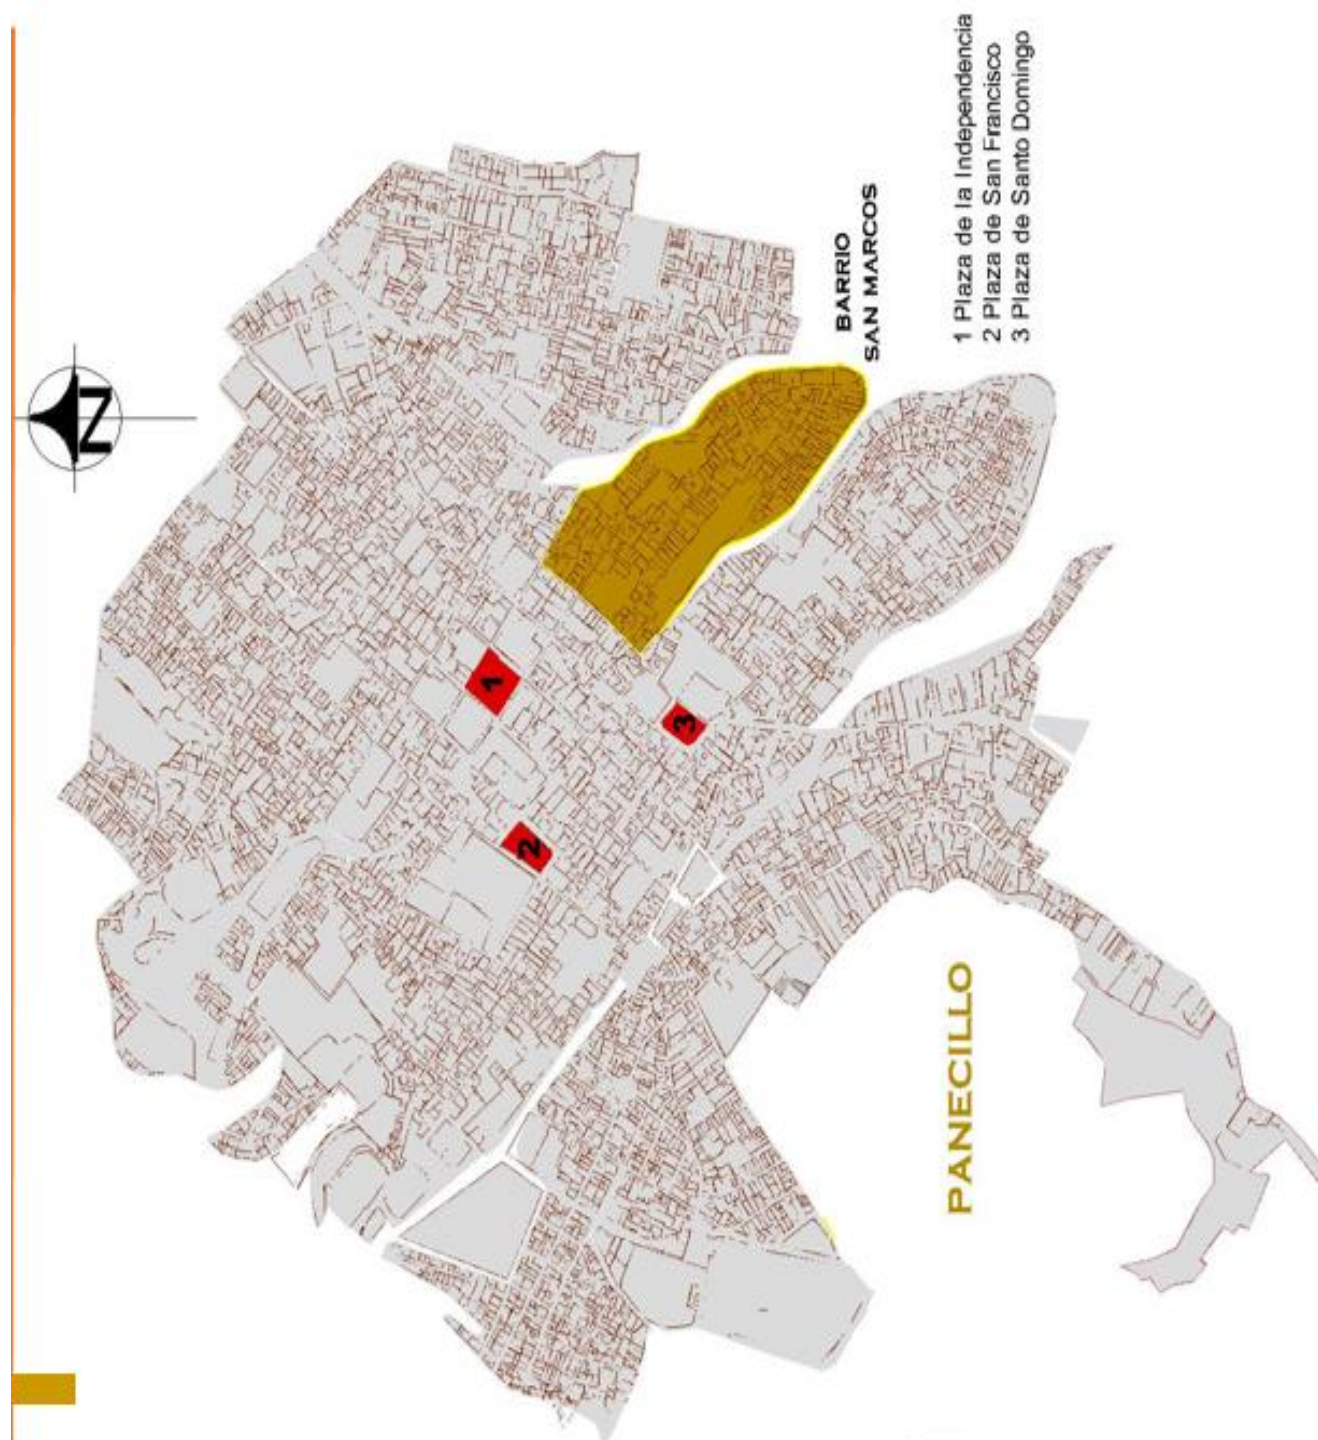 N
1 Plaza de la Independencia
2 Plaza de San Francisco
3 Plaza de Santo Domingo
BARRIO
SAN MARCOS
1
2
3
PANECILLO